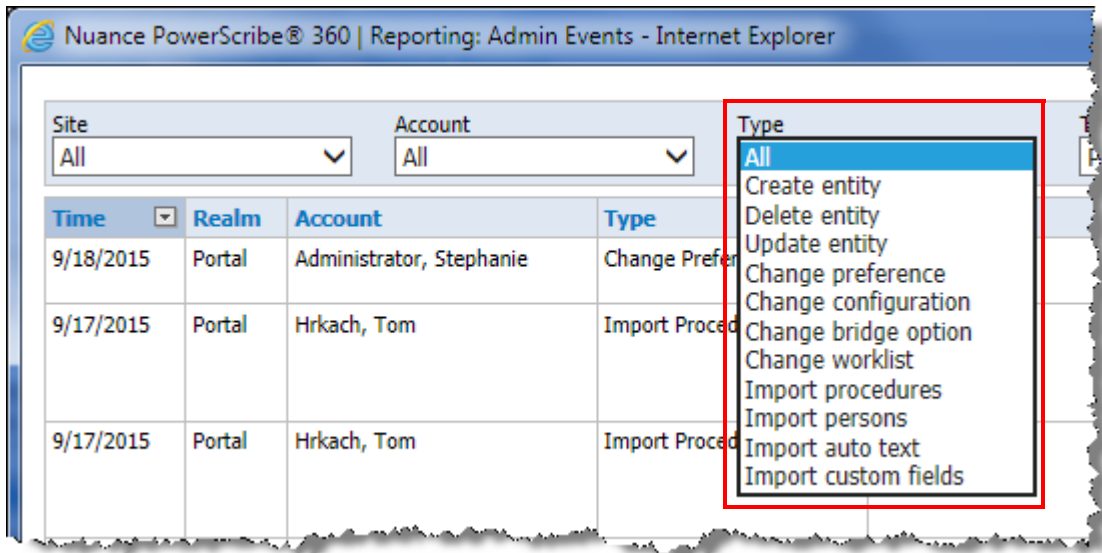 Nuance PowerScribe® 360 | Reporting: Admin Events - Internet Explorer
Site Account Type
All All All
Create entity
Delete entity
Update entity
Change preference
Change configuration
Change bridge option
Change worklist
Import procedures
Import persons
Import auto text
Import custom fields
Time Realm Account Type
9/18/2015 Portal Administrator, Stephanie Change Prefer
9/17/2015 Portal Hrkach, Tom Import Proced
9/17/2015 Portal Hrkach, Tom Import Proced